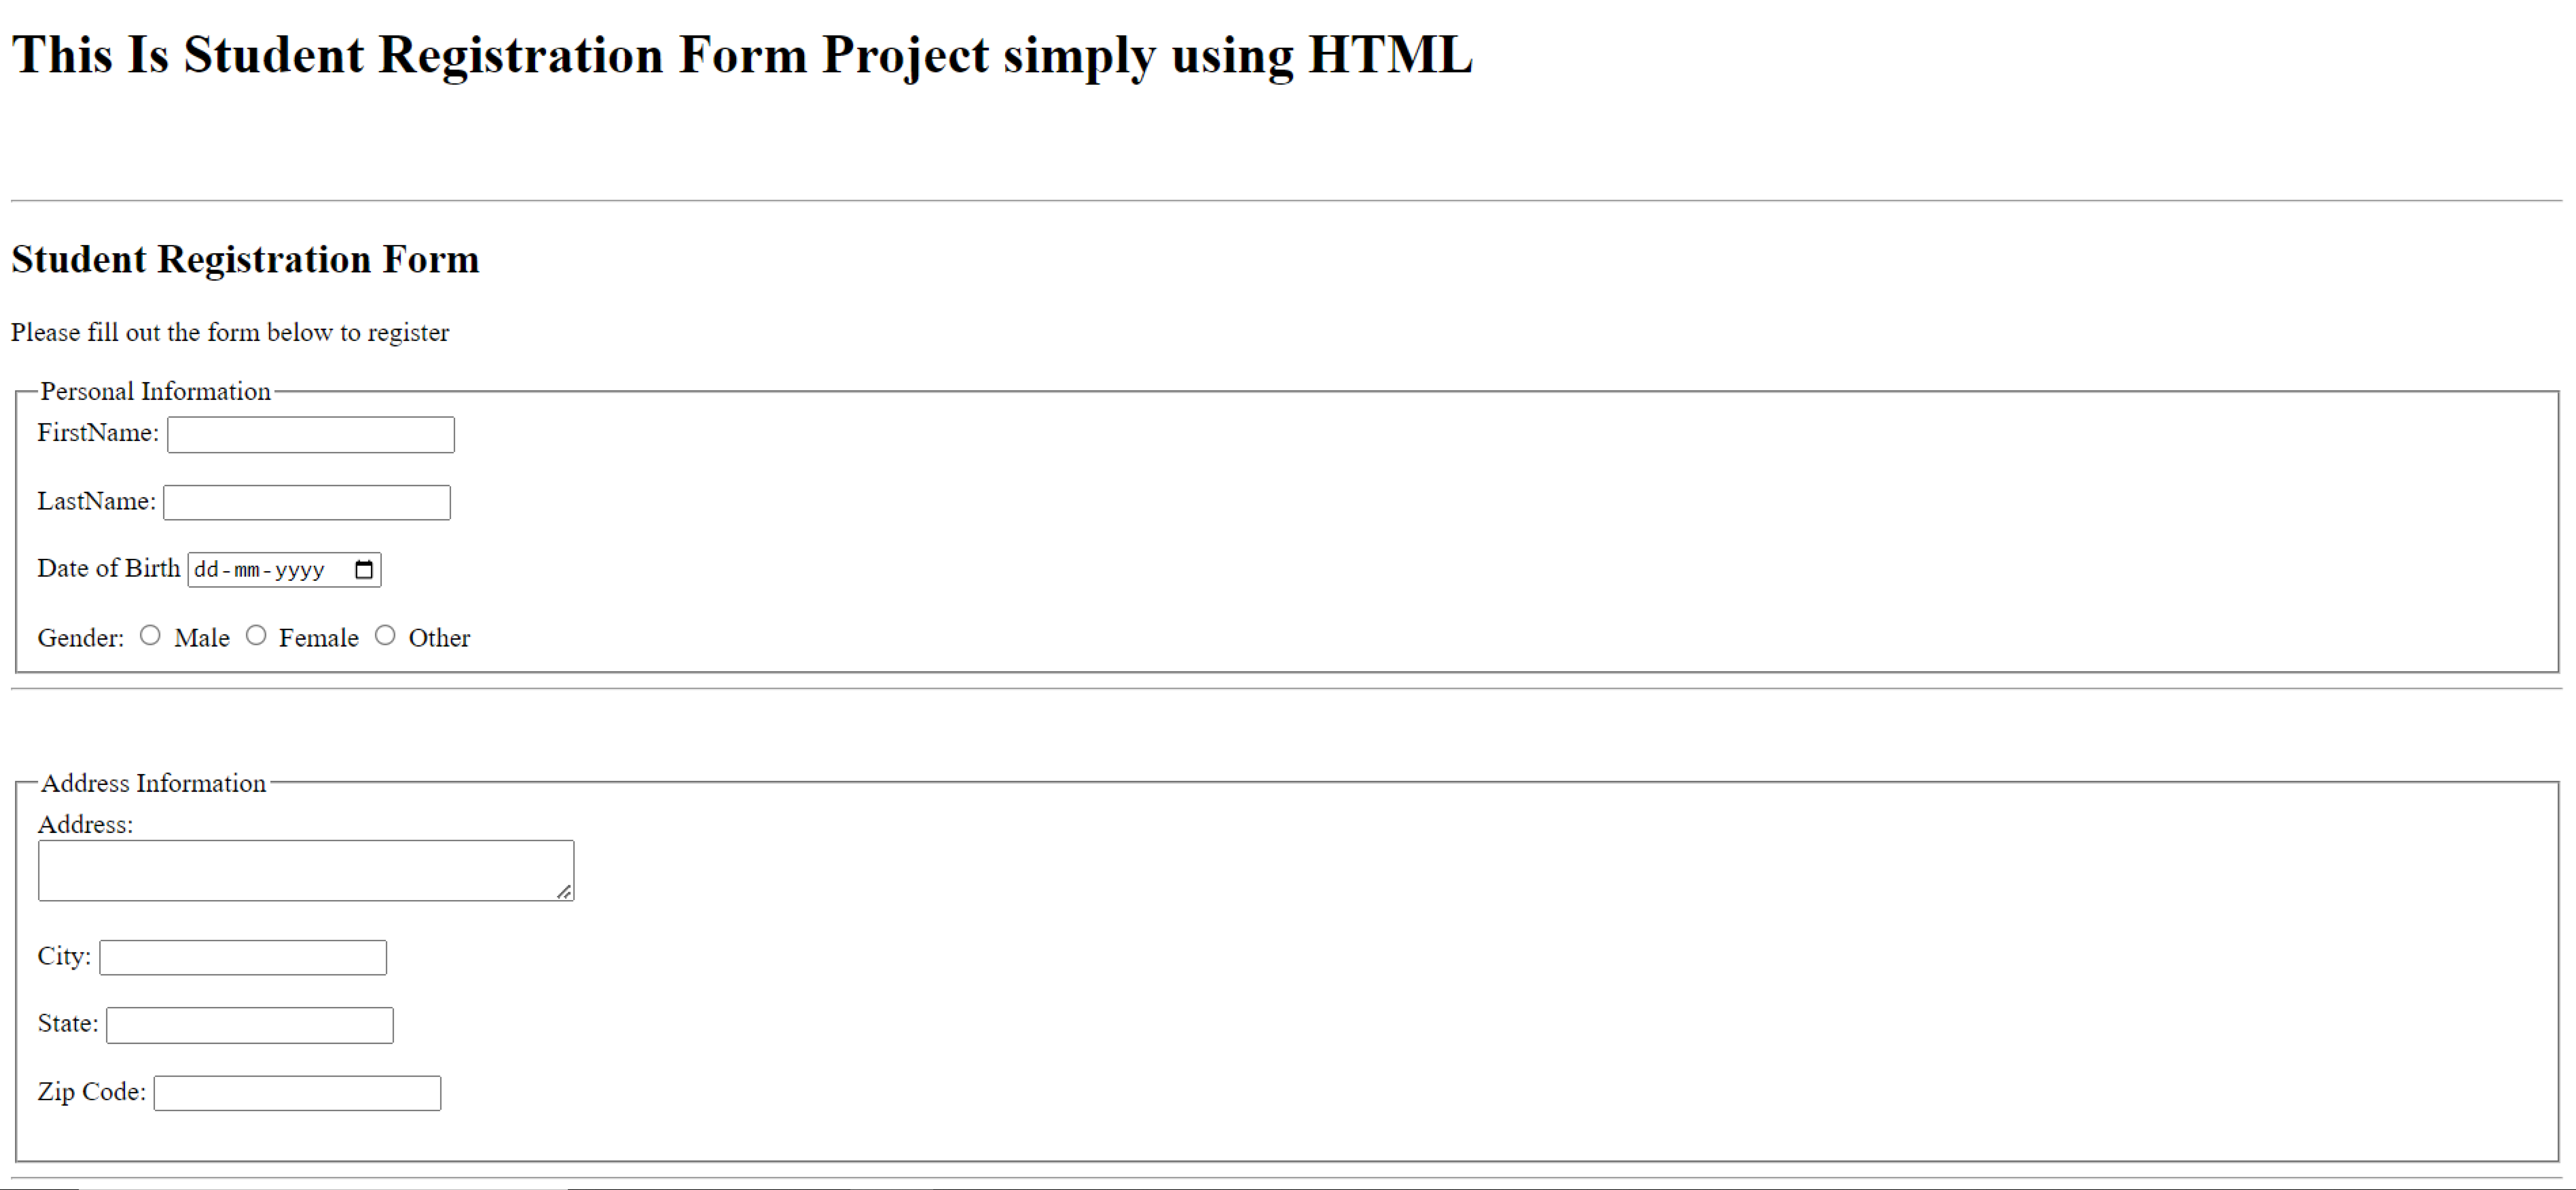 This Is Student Registration Form Project simply using HTML
Student Registration Form
Please fill out the form below to register
Personal Information
FirstName:
LastName:
Date of Birth dd-mm-yyyy
Gender: Male Female Other
Address Information
Address:
City:
State:
Zip Code: